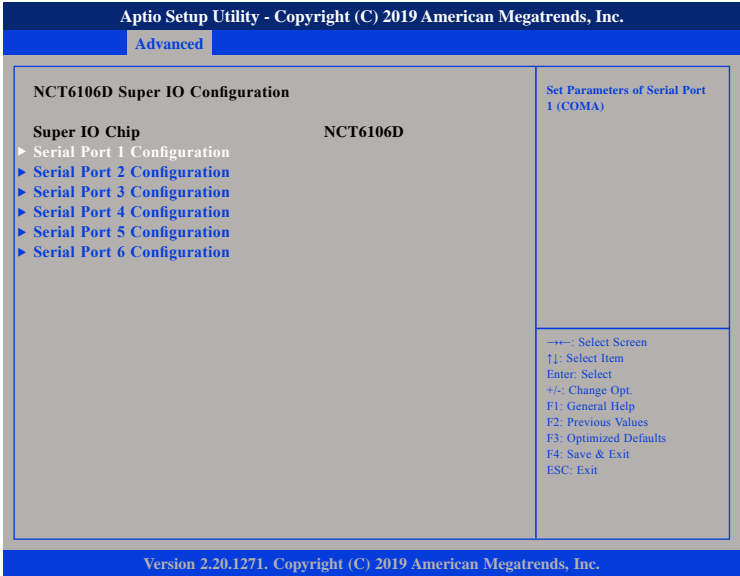 Aptio Setup Utility - Copyright (C) 2019 American Megatrends, Inc.
Advanced
NCT6106D Super IO Configuration
Super IO Chip NCT6106D
► Serial Port 1 Configuration
► Serial Port 2 Configuration
► Serial Port 3 Configuration
► Serial Port 4 Configuration
► Serial Port 5 Configuration
► Serial Port 6 Configuration
Set Parameters of Serial Port
1 (COMA)
→←: Select Screen
↑↓: Select Item
Enter: Select
+/-: Change Opt.
F1: General Help
F2: Previous Values
F3: Optimized Defaults
F4: Save & Exit
ESC: Exit
Version 2.20.1271. Copyright (C) 2019 American Megatrends, Inc.